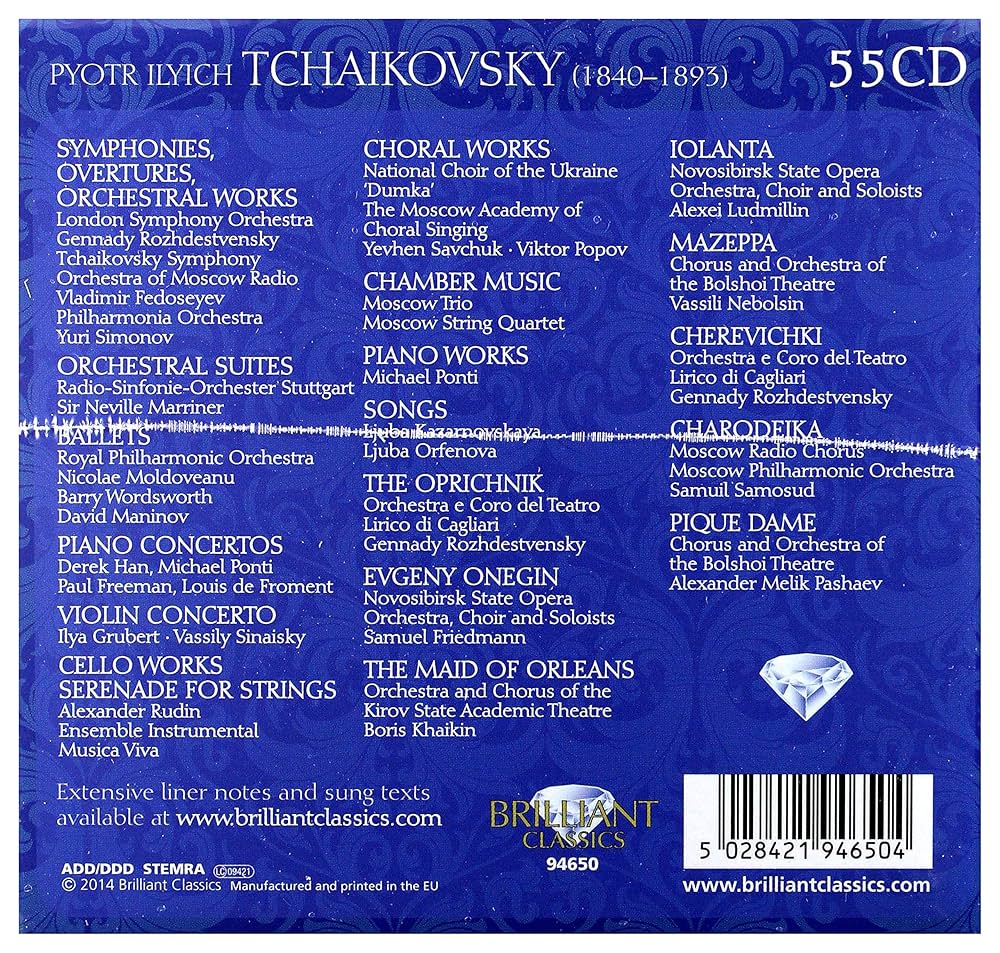 PYOTR ILYICH TCHAIKOVSKY (1840–1893)
55CD
SYMPHONIES,
OVERTURES,
ORCHESTRAL WORKS
London Symphony Orchestra
Gennady Rozhdestvensky
Tchaikovsky Symphony
Orchestra of Moscow Radio
Vladimir Fedoseyev
Philharmonia Orchestra
Yuri Simonov
ORCHESTRAL SUITES
Radio-Sinfonie-Orchester Stuttgart
Sir Neville Marriner
BALLETS
Royal Philharmonic Orchestra
Nicolae Moldoveanu
Barry Wordsworth
David Maninov
PIANO CONCERTOS
Derek Han, Michael Ponti
Paul Freeman, Louis de Froment
VIOLIN CONCERTO
Ilya Grubert · Vassily Sinaisky
CELLO WORKS
SERENADE FOR STRINGS
Alexander Rudin
Ensemble Instrumental
Musica Viva
CHORAL WORKS
National Choir of the Ukraine
'Dumka'
The Moscow Academy of
Choral Singing
Yevhen Savchuk · Viktor Popov
CHAMBER MUSIC
Moscow Trio
Moscow String Quartet
PIANO WORKS
Michael Ponti
SONGS
Ljuba Kazarnovskaya
Ljuba Orfenova
THE OPRICHNIK
Orchestra e Coro del Teatro
Lirico di Cagliari
Gennady Rozhdestvensky
EVGENY ONEGIN
Novosibirsk State Opera
Orchestra, Choir and Soloists
Samuel Friedmann
THE MAID OF ORLEANS
Orchestra and Chorus of the
Kirov State Academic Theatre
Boris Khaikin
IOLANTA
Novosibirsk State Opera
Orchestra, Choir and Soloists
Alexei Ludmillin
MAZEPPA
Chorus and Orchestra of
the Bolshoi Theatre
Vassili Nebolsin
CHEREVICHKI
Orchestra e Coro del Teatro
Lirico di Cagliari
Gennady Rozhdestvensky
CHARODEIKA
Moscow Radio Chorus
Moscow Philharmonic Orchestra
Samuil Samosud
PIQUE DAME
Chorus and Orchestra of
the Bolshoi Theatre
Alexander Melik Pashaev
Extensive liner notes and sung texts
available at www.brilliantclassics.com
ADD/DDD STEMRA LC 09421
© 2014 Brilliant Classics Manufactured and printed in the EU
BRILLIANT
CLASSICS
94650
5 028421 946504
www.brilliantclassics.com